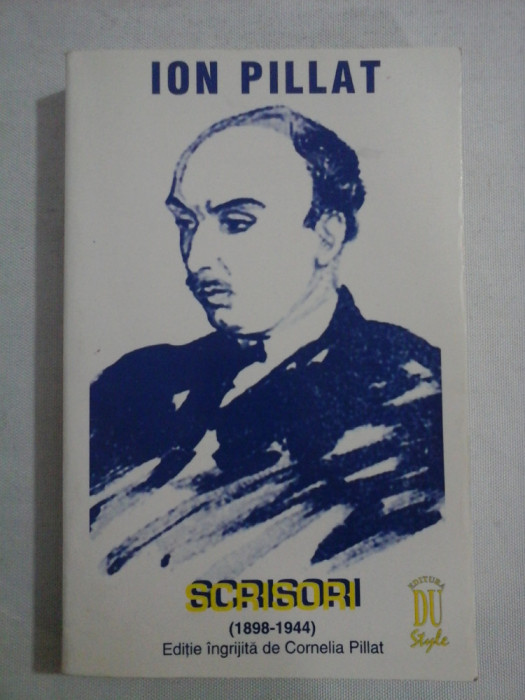 ION PILLAT
SCRISORI
(1898-1944)
Ediție îngrijită de Cornelia Pillat
EDITURA
DU
Style